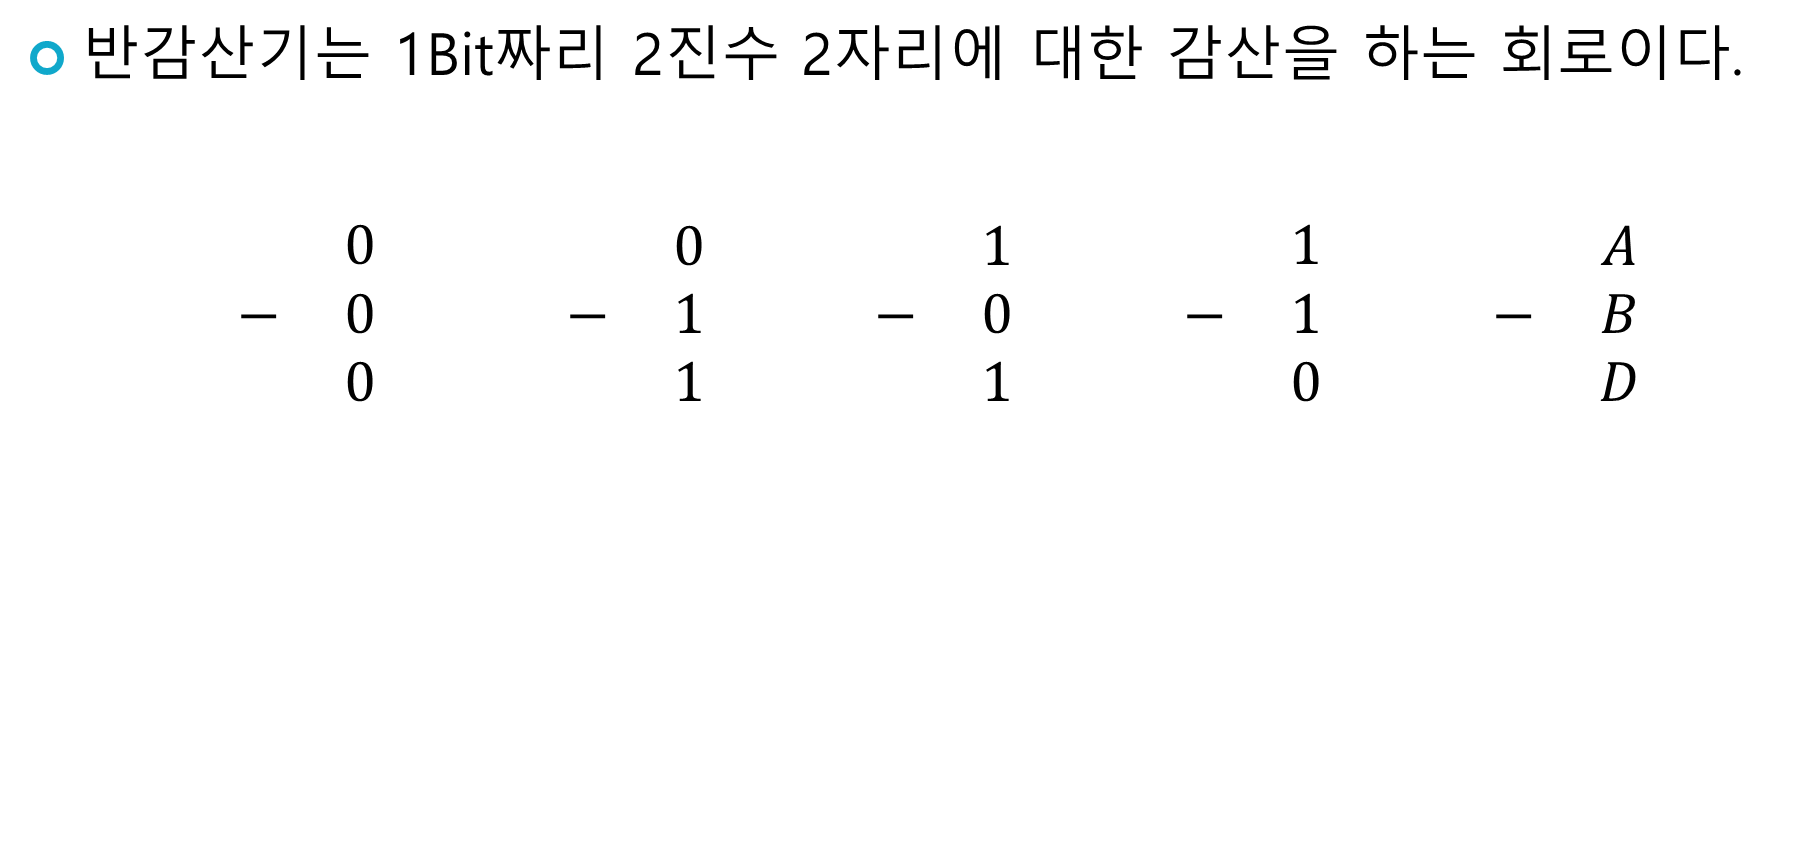 반감산기는 1Bit짜리 2진수 2자리에 대한 감산을 하는 회로이다.
0 0 1 1 A
− 0 − 1 − 0 − 1 − B
0 1 1 0 D